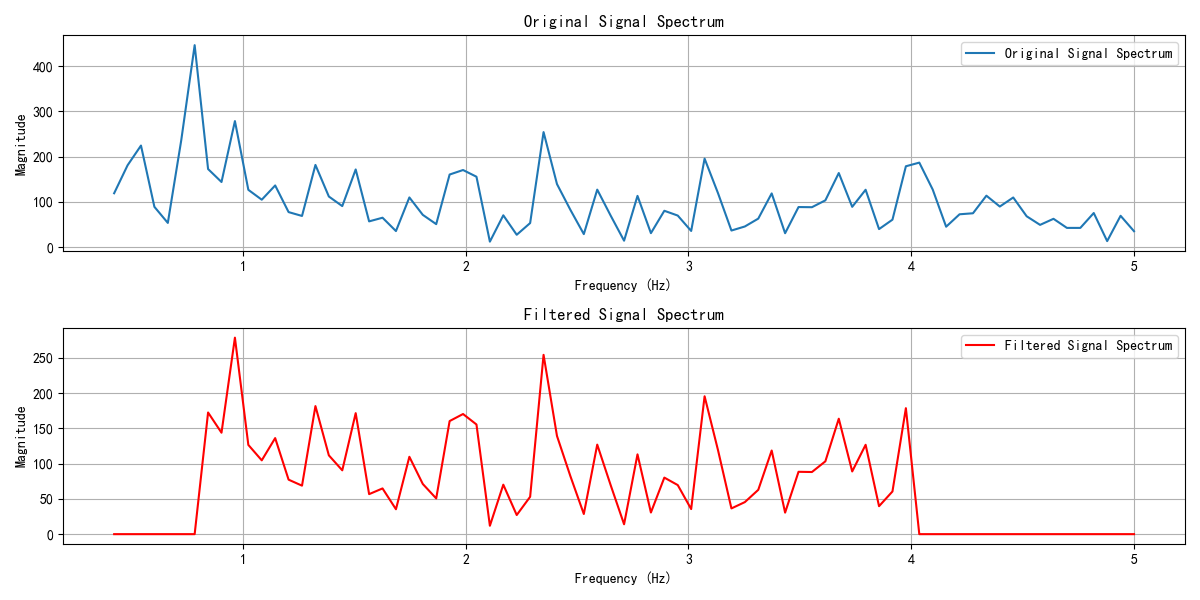 Original Signal Spectrum
Original Signal Spectrum
400
300
200
100
0
Magnitude
1 2 3 4 5
Frequency (Hz)
Filtered Signal Spectrum
Filtered Signal Spectrum
250
200
150
100
50
0
Magnitude
1 2 3 4 5
Frequency (Hz)